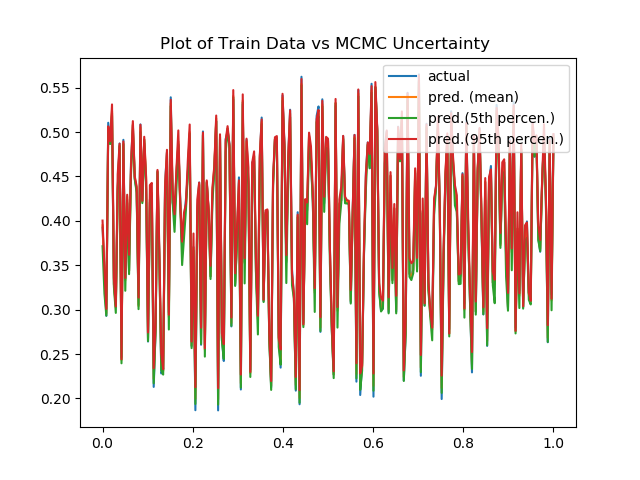 Plot of Train Data vs MCMC Uncertainty
actual
pred. (mean)
pred.(5th percen.)
pred.(95th percen.)
0.55
0.50
0.45
0.40
0.35
0.30
0.25
0.20
0.0 0.2 0.4 0.6 0.8 1.0